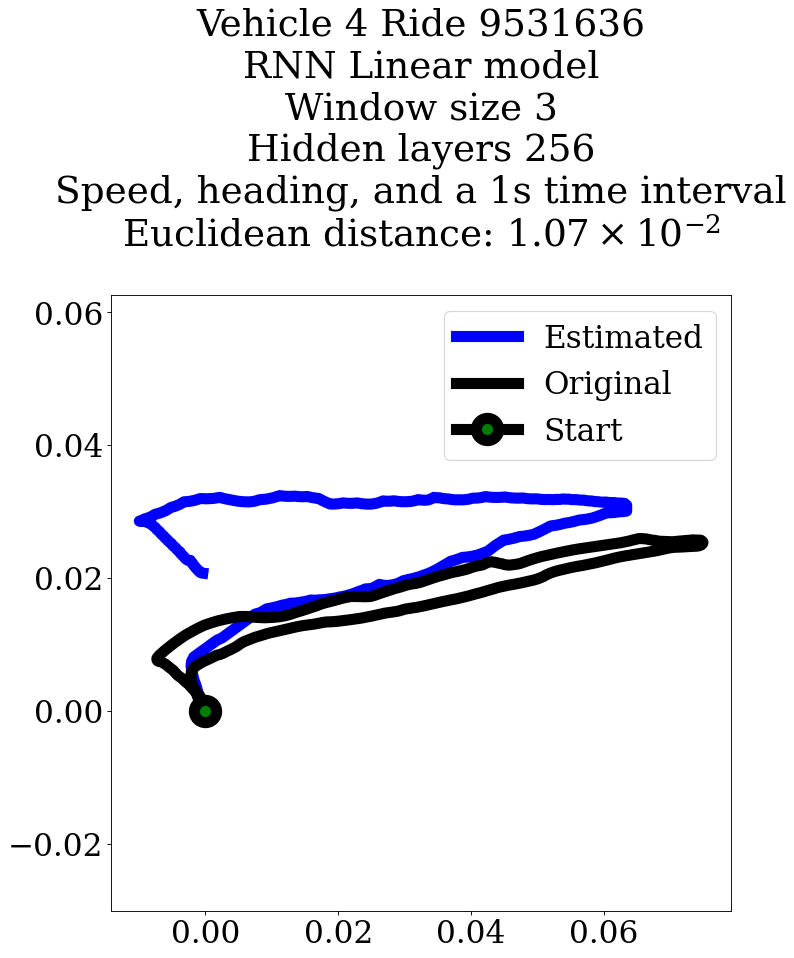 Vehicle 4 Ride 9531636
RNN Linear model
Window size 3
Hidden layers 256
Speed, heading, and a 1s time interval
Euclidean distance: 1.07 × 10⁻²
0.06
0.04
0.02
0.00
−0.02
Estimated
Original
Start
0.00 0.02 0.04 0.06